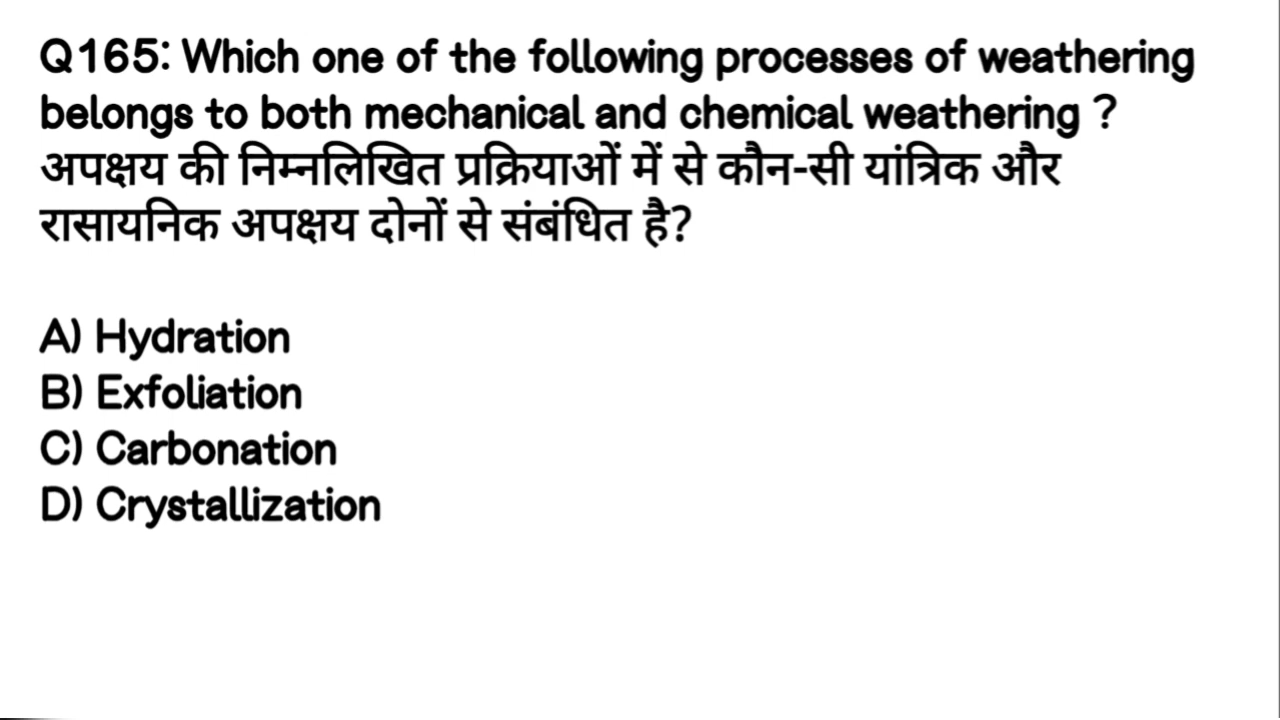 Q165: Which one of the following processes of weathering
belongs to both mechanical and chemical weathering ?
अपक्षय की निम्नलिखित प्रक्रियाओं में से कौन-सी यांत्रिक और
रासायनिक अपक्षय दोनों से संबंधित है?
A) Hydration
B) Exfoliation
C) Carbonation
D) Crystallization